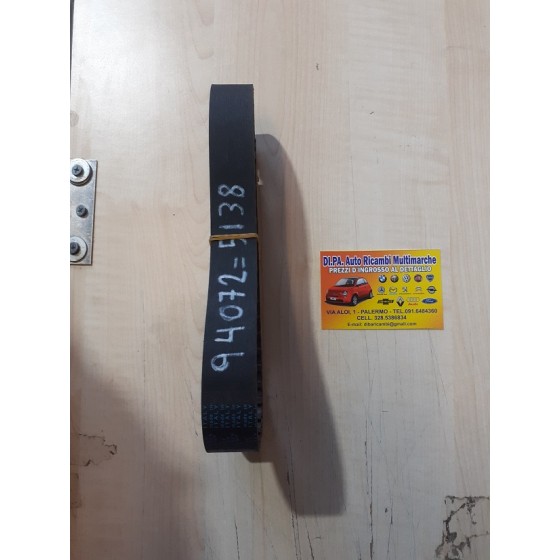 94072=5138
DI.PA. Auto Ricambi Multimarche
PREZZI D'INGROSSO AL DETTAGLIO
VIA ALOI, 1 - PALERMO - TEL.091.6484360
CELL. 328.5386834